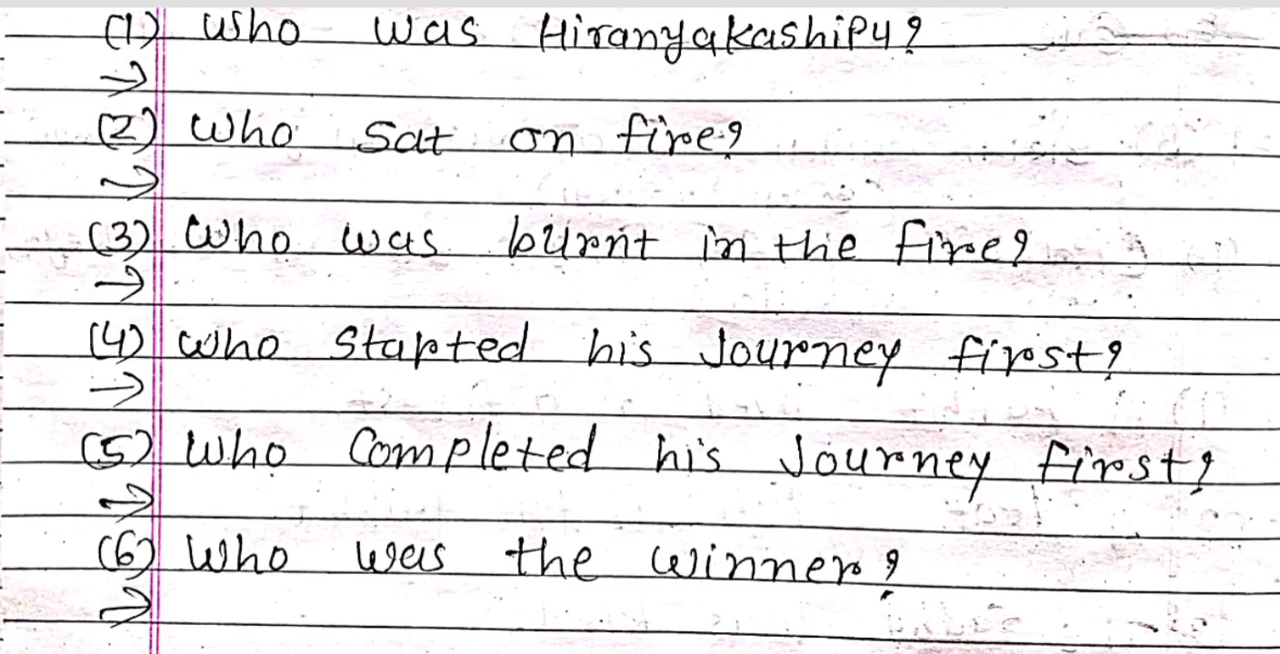 (1) Who was Hiranyakashipu?
→
(2) Who sat on fire?
→
(3) Who was burnt in the fire?
→
(4) Who started his Journey first?
→
(5) Who Completed his Journey first?
→
(6) Who was the winner?
→